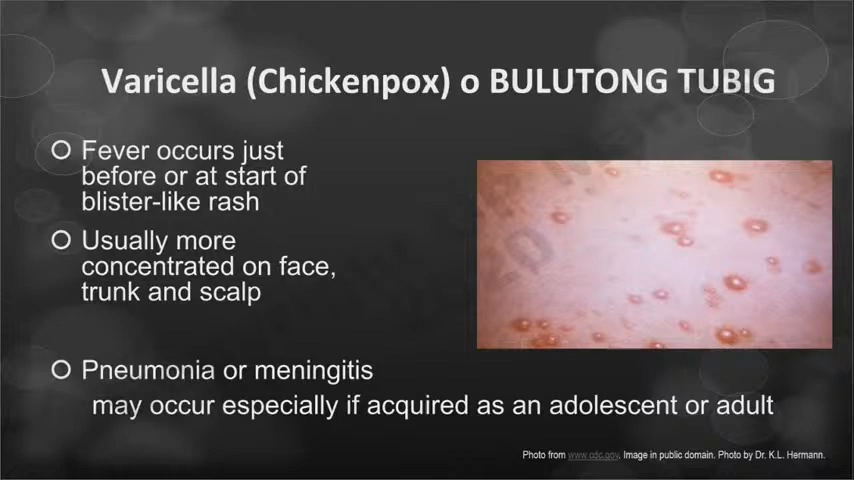 Varicella (Chickenpox) o BULUTONG TUBIG
Fever occurs just
before or at start of
blister-like rash
Usually more
concentrated on face,
trunk and scalp
Pneumonia or meningitis
may occur especially if acquired as an adolescent or adult
Photo from www.cdc.gov. Image in public domain. Photo by Dr. K.L. Hermann.